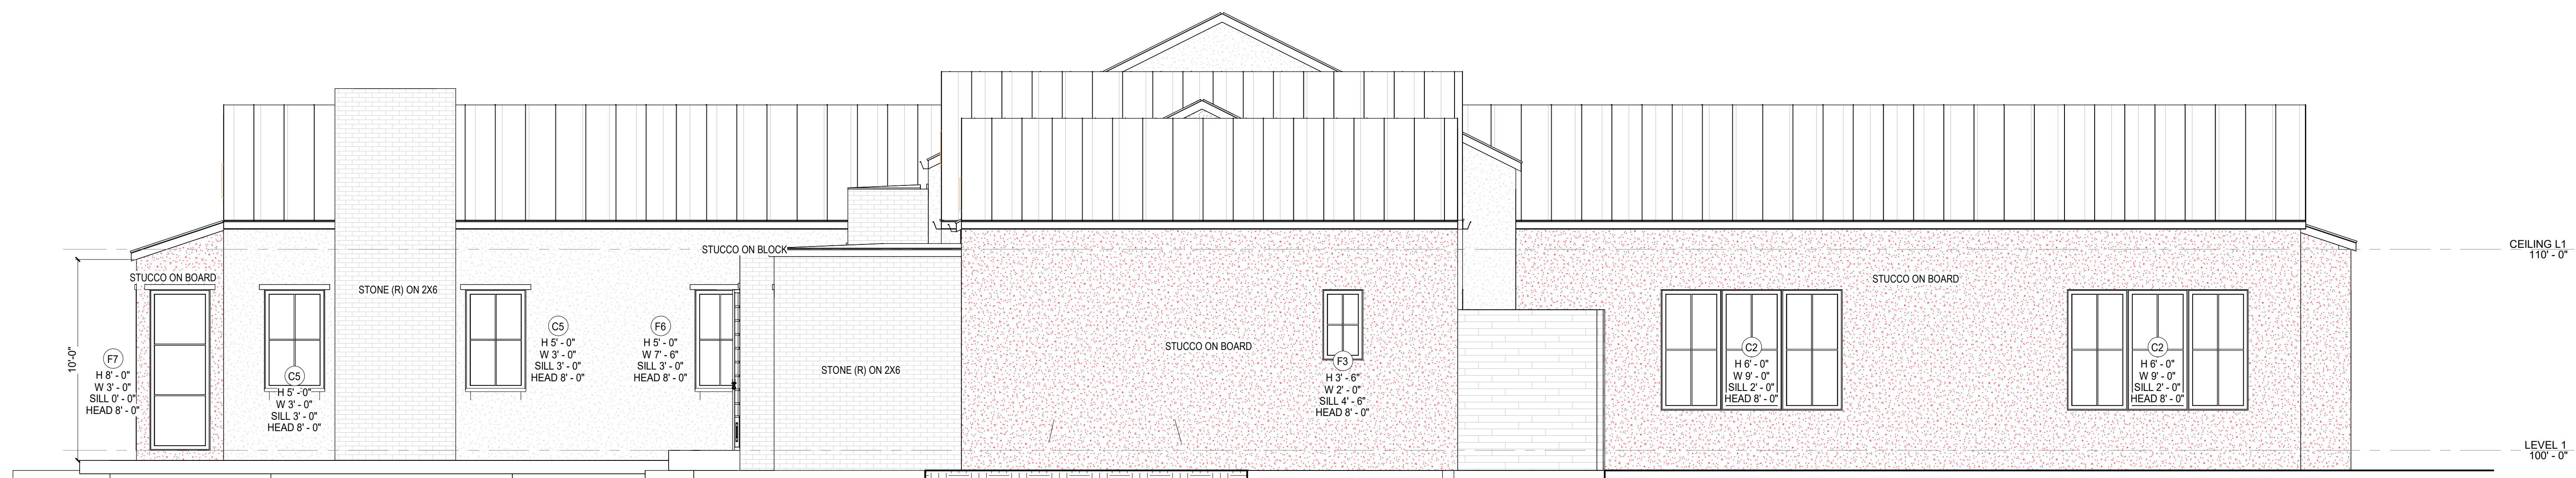 STUCCO ON BLOCK
CEILING L1
110' - 0"
STUCCO ON BOARD
STONE (R) ON 2X6
STUCCO ON BOARD
10'-0"
F7
H 8' - 0"
W 3' - 0"
SILL 0' - 0"
HEAD 8' - 0"
C5
H 5' - 0"
W 3' - 0"
SILL 3' - 0"
HEAD 8' - 0"
C5
H 5' - 0"
W 3' - 0"
SILL 3' - 0"
HEAD 8' - 0"
F6
H 5' - 0"
W 7' - 6"
SILL 3' - 0"
HEAD 8' - 0"
STONE (R) ON 2X6
STUCCO ON BOARD
F3
H 3' - 6"
W 2' - 0"
SILL 4' - 6"
HEAD 8' - 0"
C2
H 6' - 0"
W 9' - 0"
SILL 2' - 0"
HEAD 8' - 0"
C2
H 6' - 0"
W 9' - 0"
SILL 2' - 0"
HEAD 8' - 0"
LEVEL 1
100' - 0"